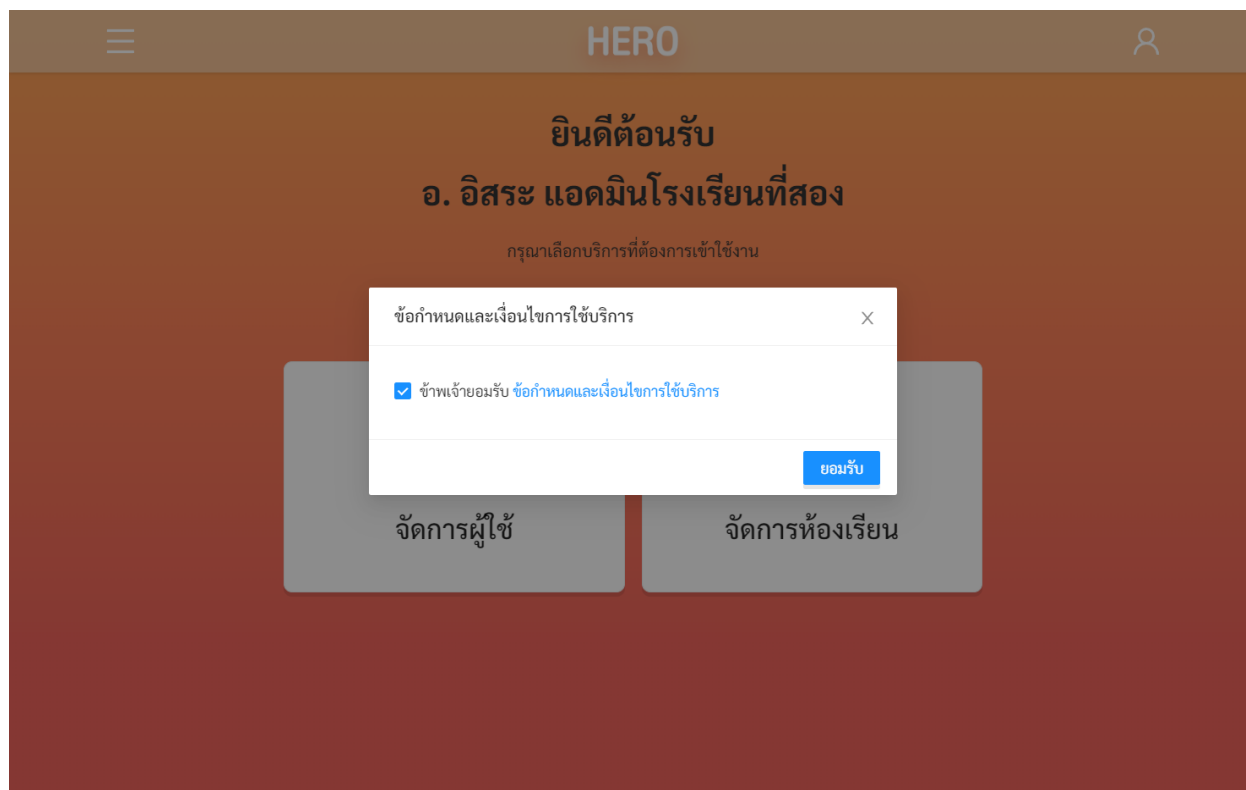 HERO
ยินดีต้อนรับ
อ. อิสระ แอดมินโรงเรียนที่สอง
กรุณาเลือกบริการที่ต้องการเข้าใช้งาน
ข้อกำหนดและเงื่อนไขการใช้บริการ
ข้าพเจ้ายอมรับ ข้อกำหนดและเงื่อนไขการใช้บริการ
ยอมรับ
จัดการผู้ใช้
จัดการห้องเรียน